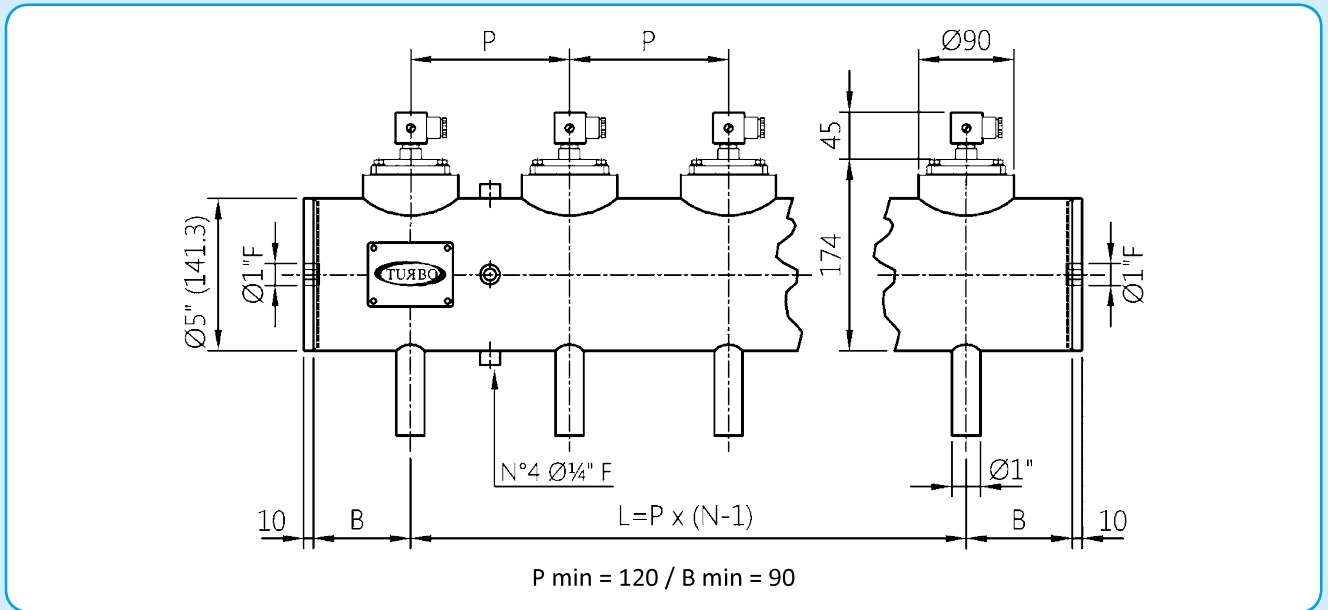 P
P
Ø90
45
174
Ø5" (141.3)
Ø1"F
TUЯBO
Ø1"F
N°4 Ø¼" F
Ø1"
10
B
L=P x (N-1)
B
10
P min = 120 / B min = 90